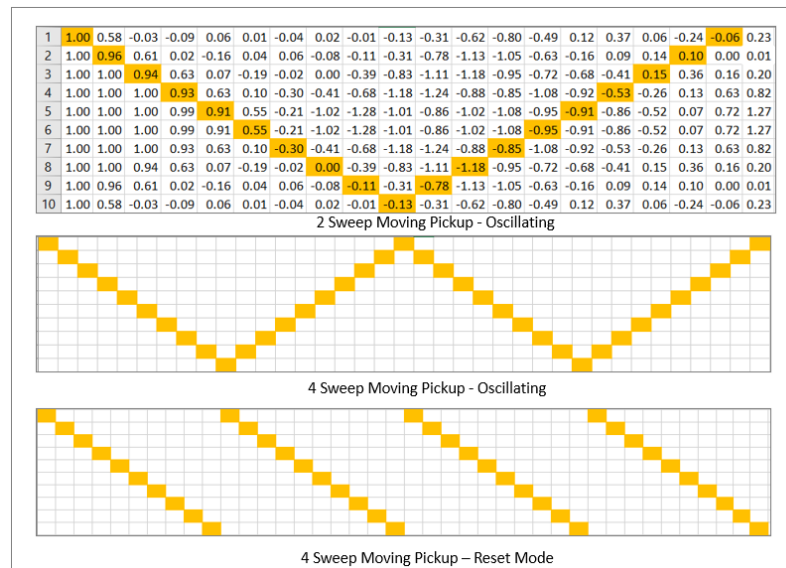 1 1.00 0.58 -0.03 -0.09 0.06 0.01 -0.04 0.02 -0.01 -0.13 -0.31 -0.62 -0.80 -0.49 0.12 0.37 0.06 -0.24 -0.06 0.23
2 1.00 0.96 0.61 0.02 -0.16 0.04 0.06 -0.08 -0.11 -0.31 -0.78 -1.13 -1.05 -0.63 -0.16 0.09 0.14 0.10 0.00 0.01
3 1.00 1.00 0.94 0.63 0.07 -0.19 -0.02 0.00 -0.39 -0.83 -1.11 -1.18 -0.95 -0.72 -0.68 -0.41 0.15 0.36 0.16 0.20
4 1.00 1.00 1.00 0.93 0.63 0.10 -0.30 -0.41 -0.68 -1.18 -1.24 -0.88 -0.85 -1.08 -0.92 -0.53 -0.26 0.13 0.63 0.82
5 1.00 1.00 1.00 0.99 0.91 0.55 -0.21 -1.02 -1.28 -1.01 -0.86 -1.02 -1.08 -0.95 -0.91 -0.86 -0.52 0.07 0.72 1.27
6 1.00 1.00 1.00 0.99 0.91 0.55 -0.21 -1.02 -1.28 -1.01 -0.86 -1.02 -1.08 -0.95 -0.91 -0.86 -0.52 0.07 0.72 1.27
7 1.00 1.00 1.00 0.93 0.63 0.10 -0.30 -0.41 -0.68 -1.18 -1.24 -0.88 -0.85 -1.08 -0.92 -0.53 -0.26 0.13 0.63 0.82
8 1.00 1.00 0.94 0.63 0.07 -0.19 -0.02 0.00 -0.39 -0.83 -1.11 -1.18 -0.95 -0.72 -0.68 -0.41 0.15 0.36 0.16 0.20
9 1.00 0.96 0.61 0.02 -0.16 0.04 0.06 -0.08 -0.11 -0.31 -0.78 -1.13 -1.05 -0.63 -0.16 0.09 0.14 0.10 0.00 0.01
10 1.00 0.58 -0.03 -0.09 0.06 0.01 -0.04 0.02 -0.01 -0.13 -0.31 -0.62 -0.80 -0.49 0.12 0.37 0.06 -0.24 -0.06 0.23
2 Sweep Moving Pickup - Oscillating
4 Sweep Moving Pickup - Oscillating
4 Sweep Moving Pickup – Reset Mode